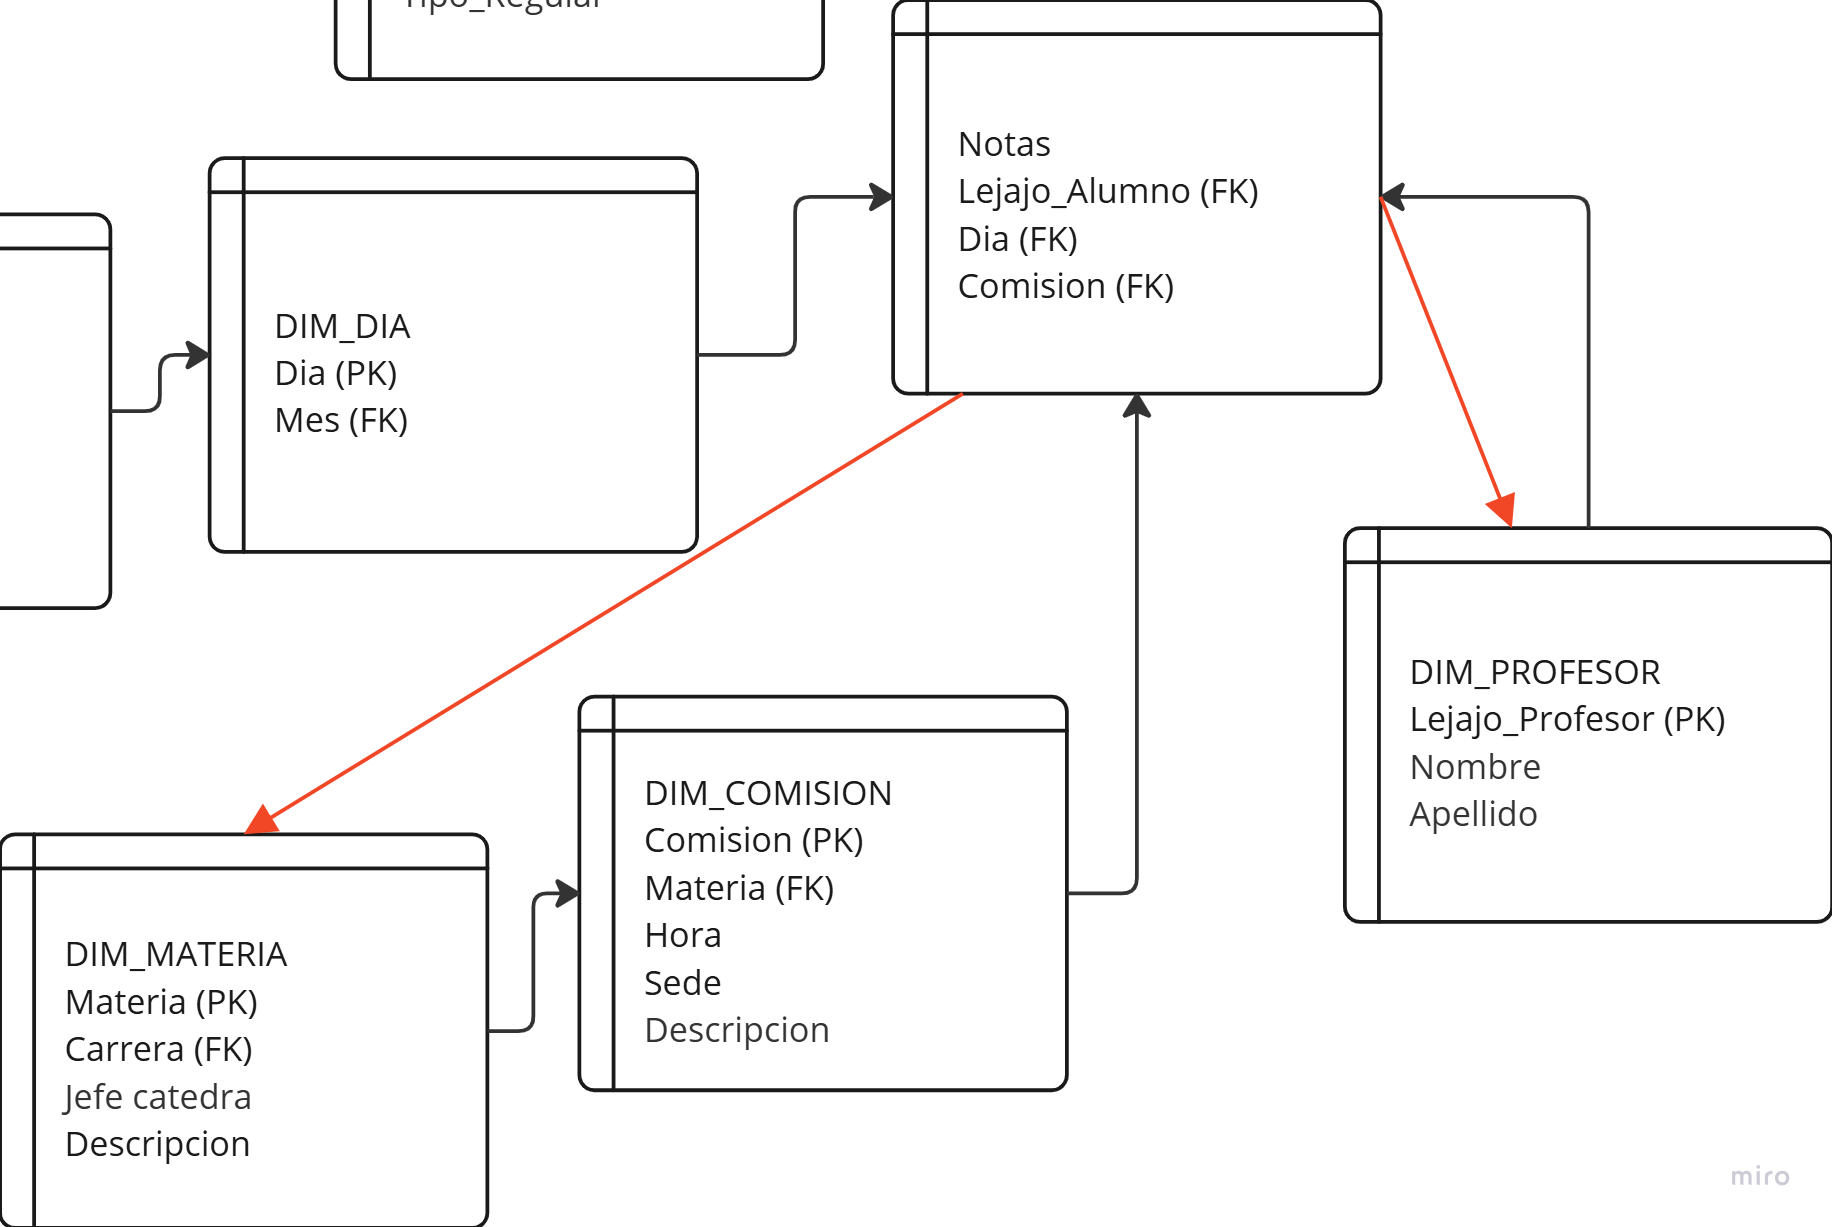 Tipo_Regular
Notas
Lejajo_Alumno (FK)
Dia (FK)
Comision (FK)
DIM_DIA
Dia (PK)
Mes (FK)
DIM_PROFESOR
Lejajo_Profesor (PK)
Nombre
Apellido
DIM_COMISION
Comision (PK)
Materia (FK)
Hora
Sede
Descripcion
DIM_MATERIA
Materia (PK)
Carrera (FK)
Jefe catedra
Descripcion
miro